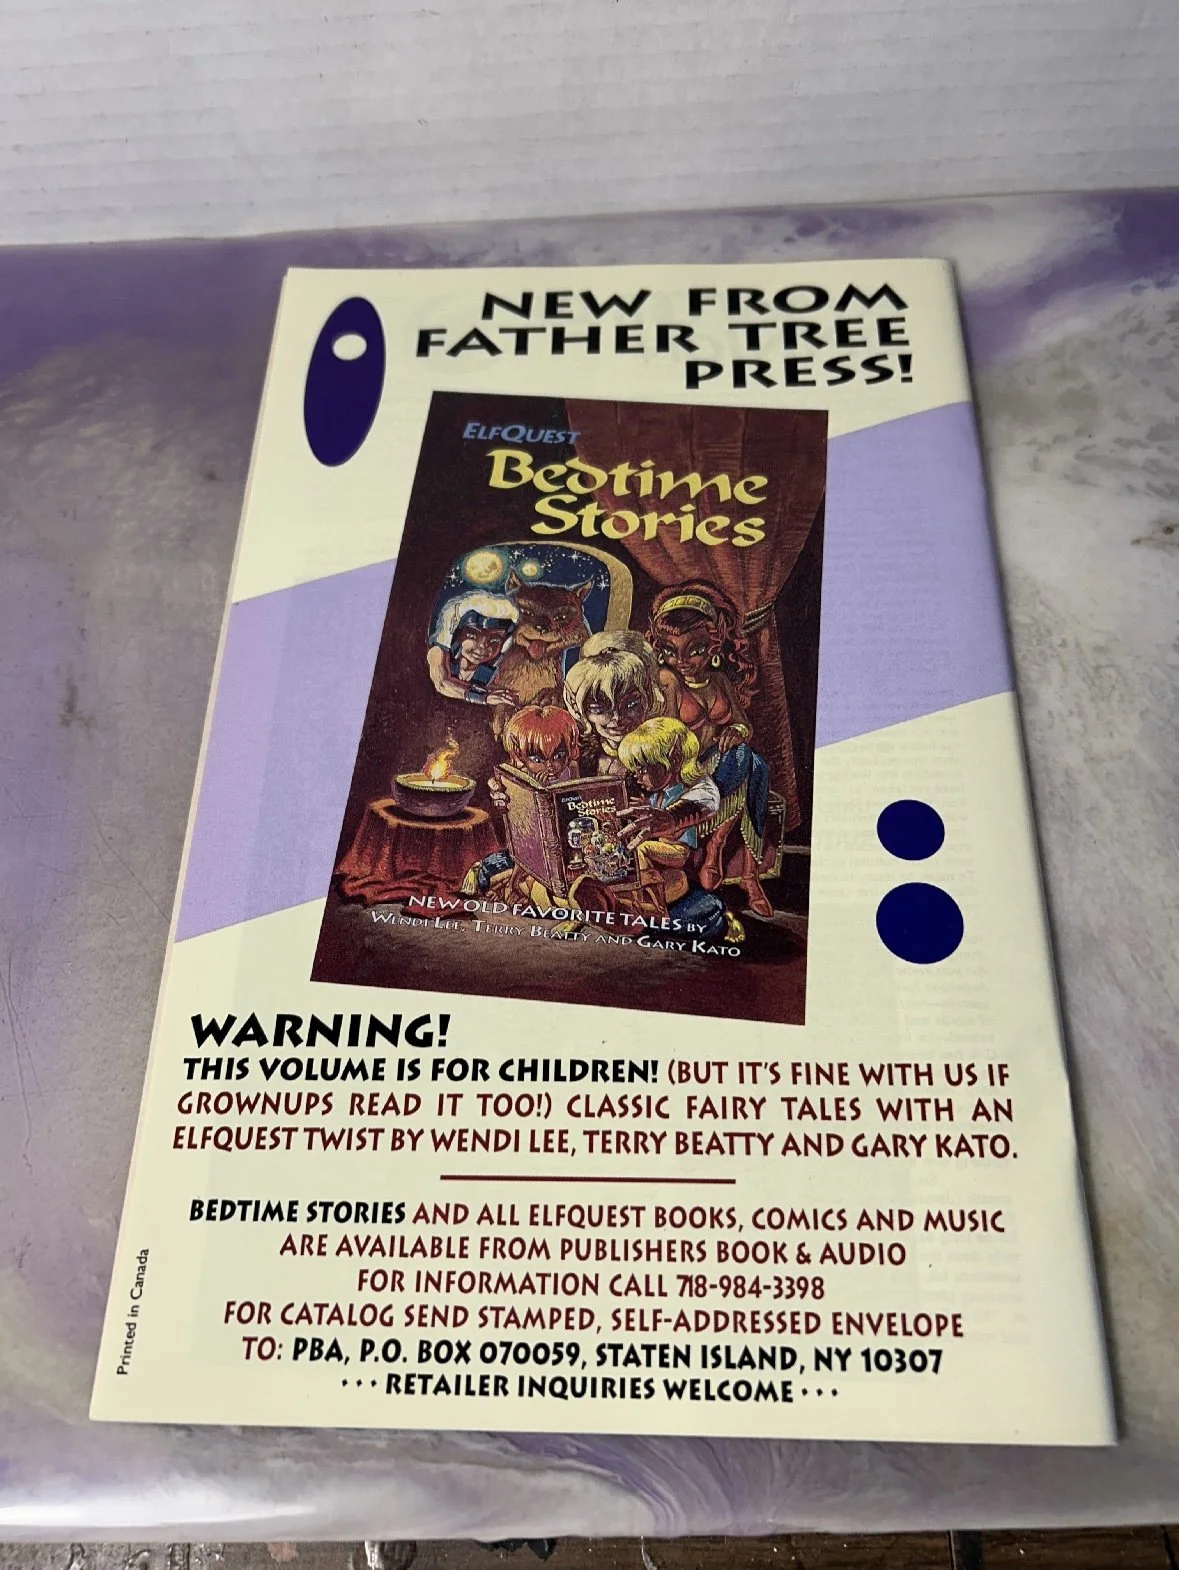 NEW FROM
FATHER TREE
PRESS!
ELFQUEST
Bedtime
Stories
Bedtime
Stories
NEW OLD FAVORITE TALES BY
WENDI LEE, TERRY BEATTY AND GARY KATO
WARNING!
THIS VOLUME IS FOR CHILDREN! (BUT IT'S FINE WITH US IF
GROWNUPS READ IT TOO!) CLASSIC FAIRY TALES WITH AN
ELFQUEST TWIST BY WENDI LEE, TERRY BEATTY AND GARY KATO.
BEDTIME STORIES AND ALL ELFQUEST BOOKS, COMICS AND MUSIC
ARE AVAILABLE FROM PUBLISHERS BOOK & AUDIO
FOR INFORMATION CALL 718-984-3398
FOR CATALOG SEND STAMPED, SELF-ADDRESSED ENVELOPE
TO: PBA, P.O. BOX 070059, STATEN ISLAND, NY 10307
··· RETAILER INQUIRIES WELCOME ···
Printed in Canada